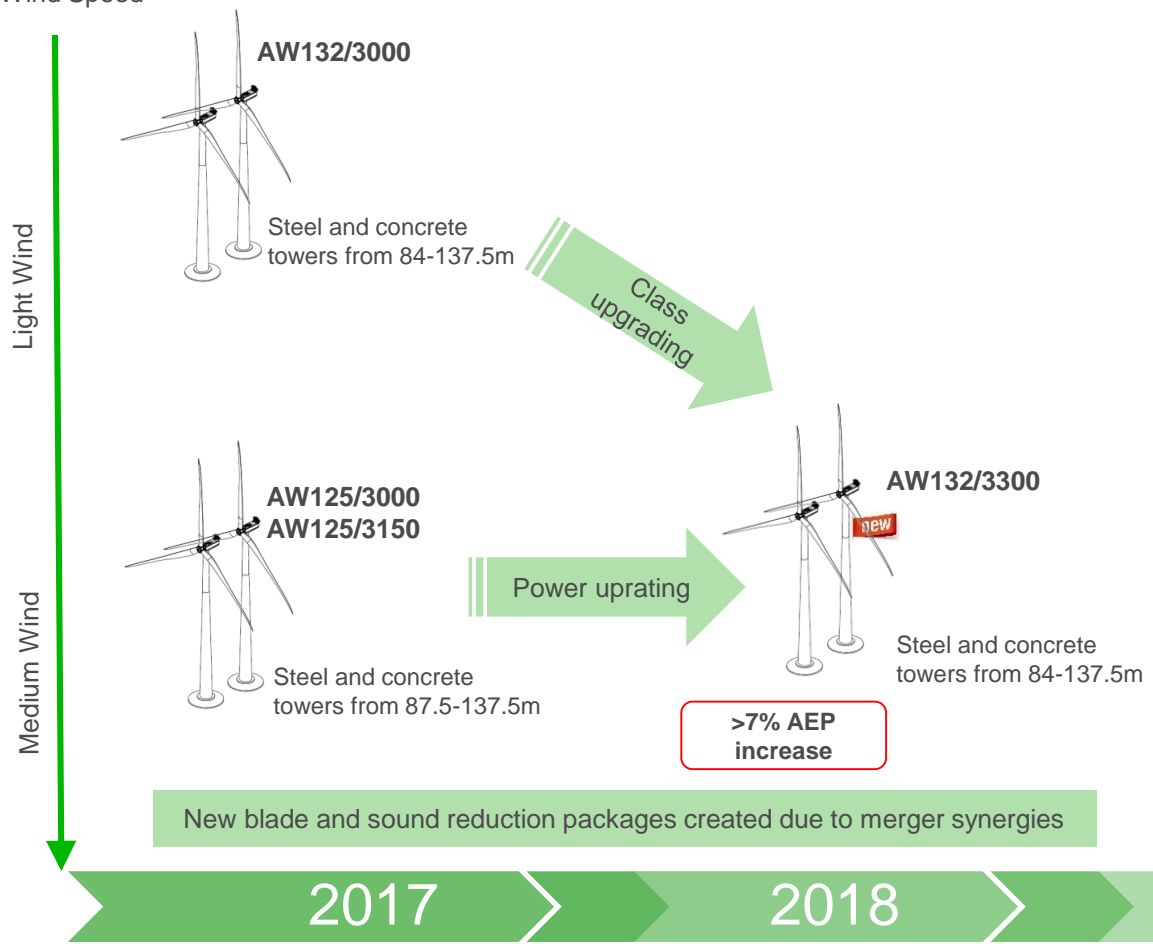 Wind Speed
AW132/3000
Steel and concrete
towers from 84-137.5m
Light Wind
Class
upgrading
AW125/3000
AW125/3150
Power uprating
AW132/3300
new
Medium Wind
Steel and concrete
towers from 87.5-137.5m
Steel and concrete
towers from 84-137.5m
>7% AEP
increase
New blade and sound reduction packages created due to merger synergies
2017
2018